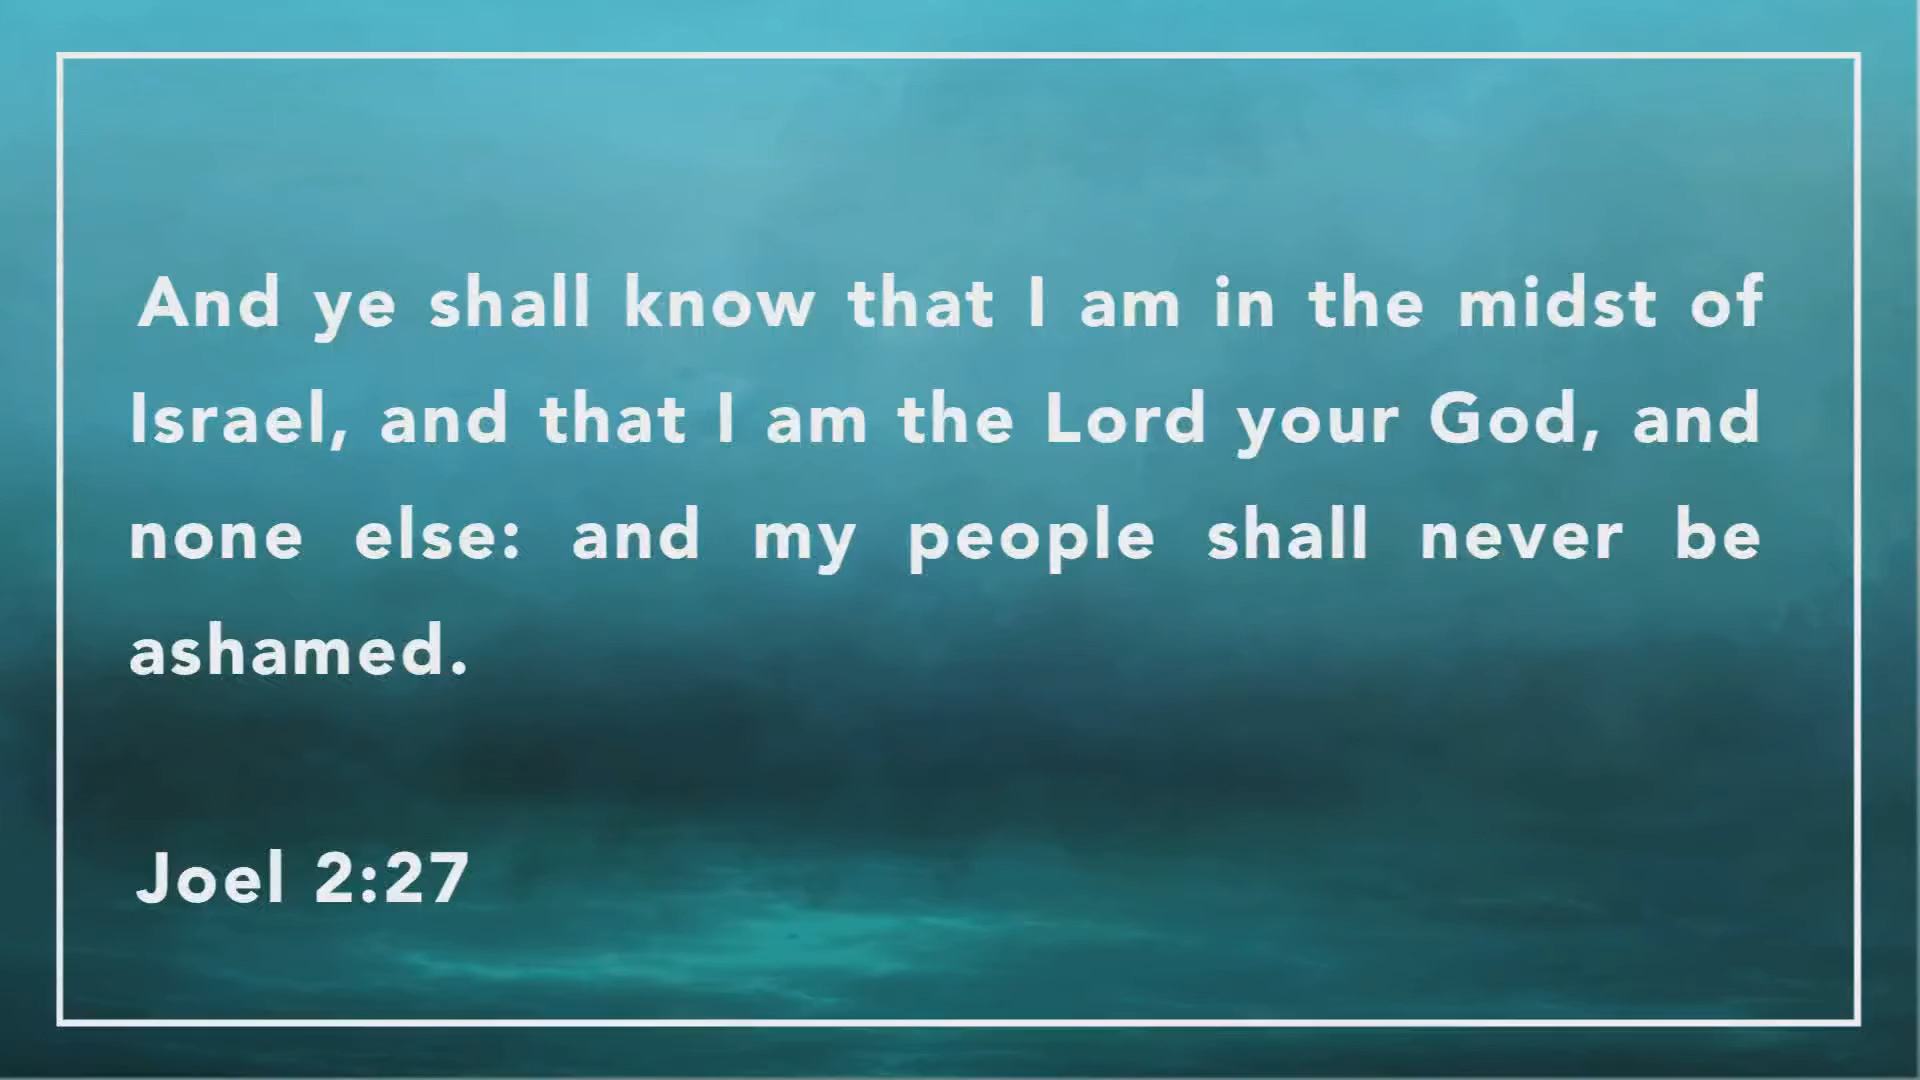 And ye shall know that I am in the midst of
Israel, and that I am the Lord your God, and
none else: and my people shall never be
ashamed.
Joel 2:27